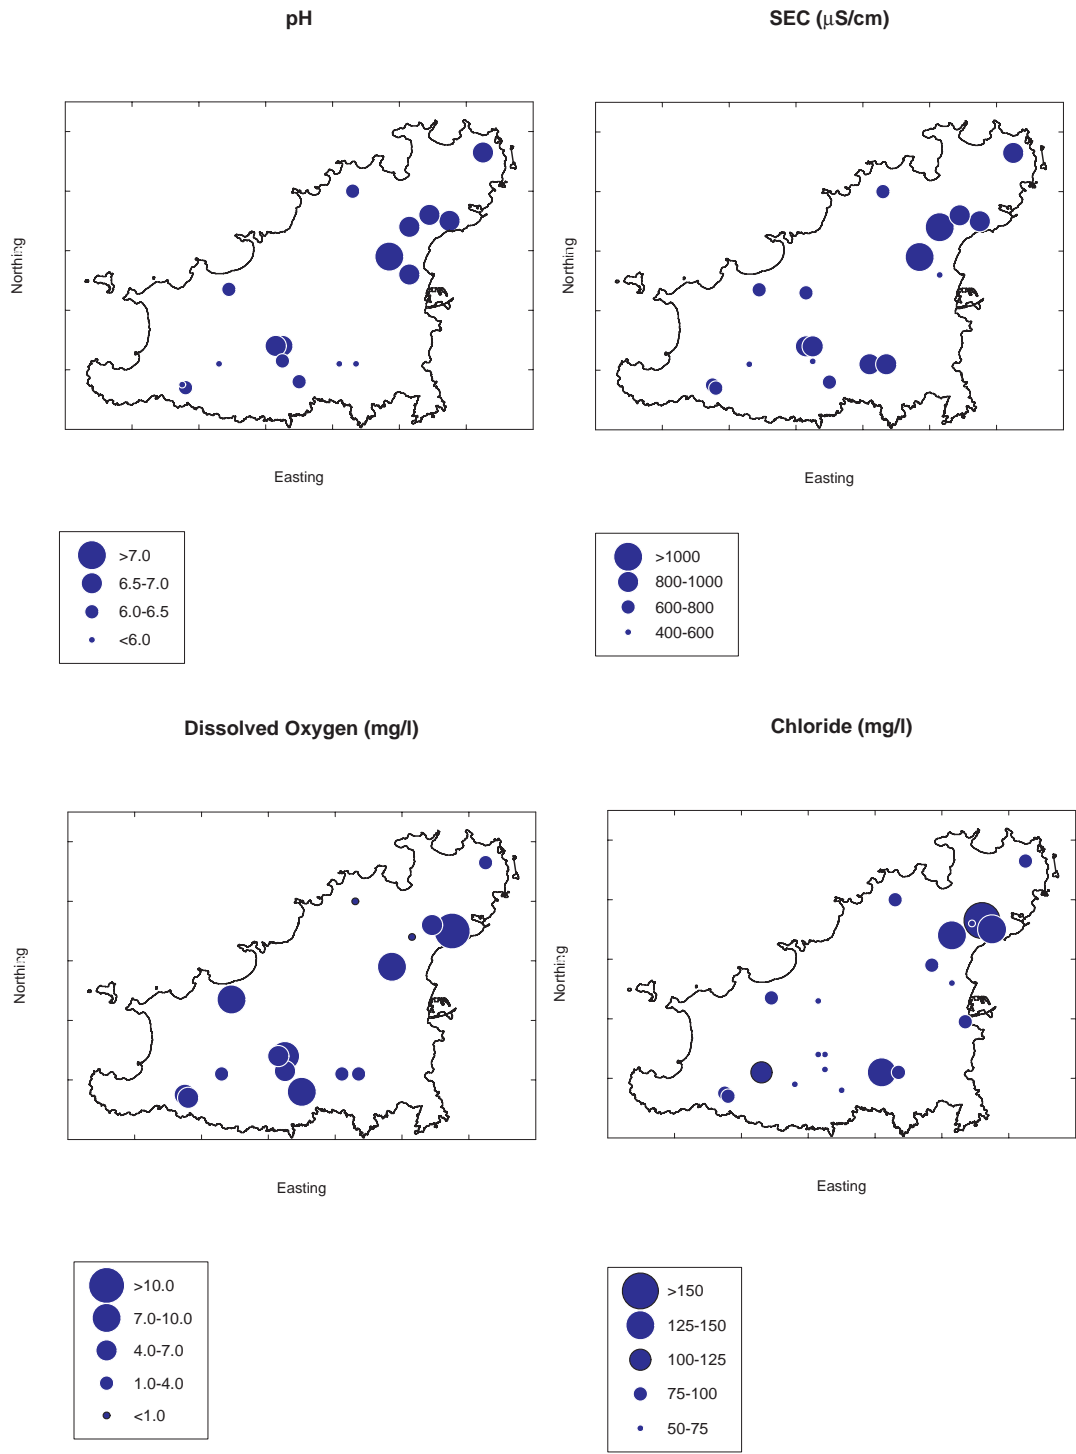 pH
SEC (μS/cm)
Northing
Northing
Easting
Easting
>7.0
6.5-7.0
6.0-6.5
<6.0
>1000
800-1000
600-800
400-600
Dissolved Oxygen (mg/l)
Chloride (mg/l)
Northing
Northing
Easting
Easting
>10.0
7.0-10.0
4.0-7.0
1.0-4.0
<1.0
>150
125-150
100-125
75-100
50-75